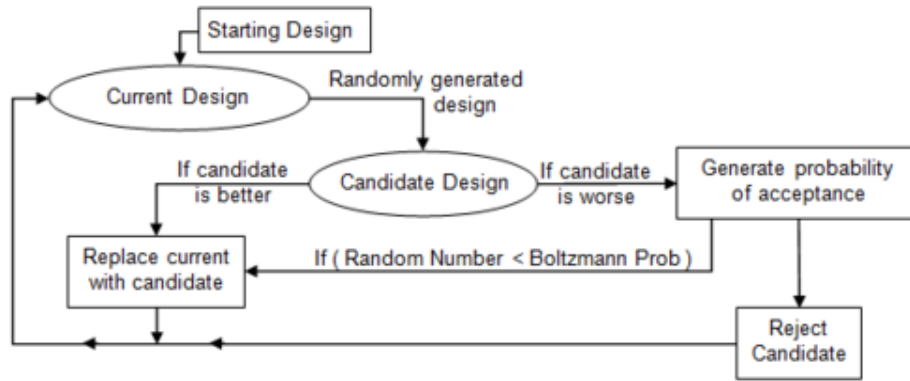 Starting Design
Current Design
Randomly generated
design
If candidate
is better
Candidate Design
If candidate
is worse
Generate probability
of acceptance
Replace current
with candidate
If ( Random Number < Boltzmann Prob )
Reject
Candidate